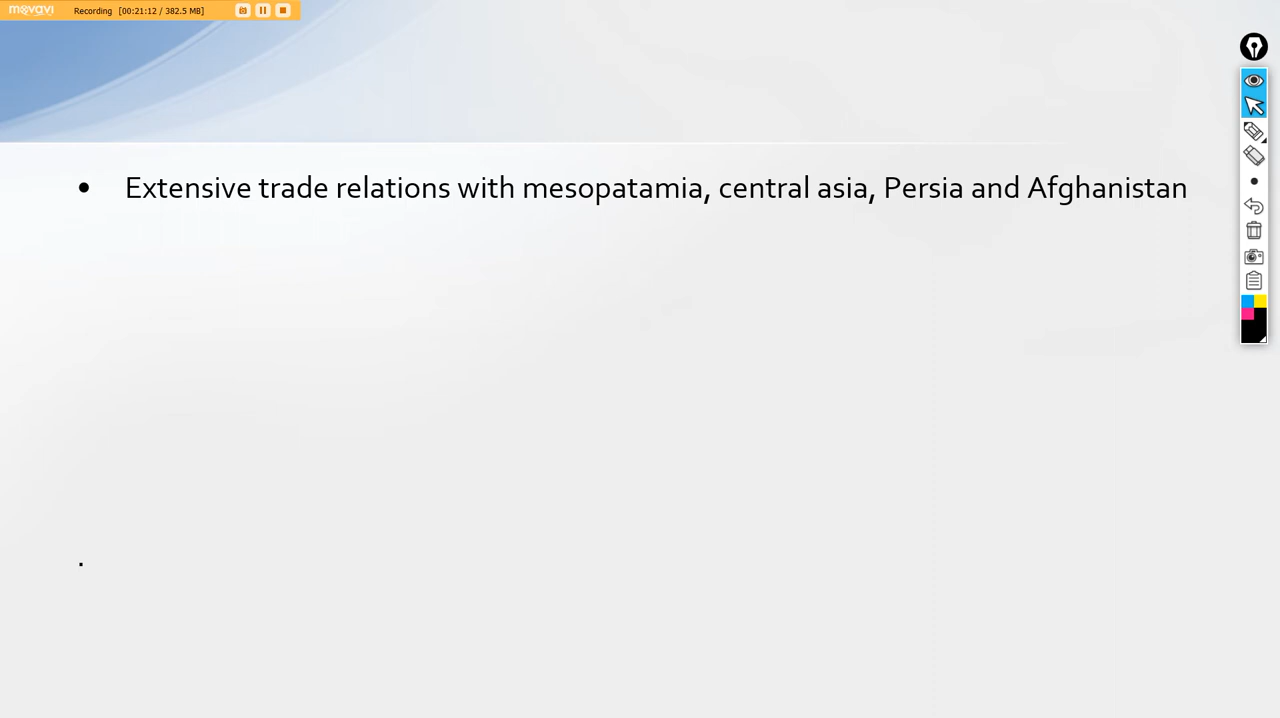 movavi Recording [00:21:12 / 382.5 MB]
• Extensive trade relations with mesopatamia, central asia, Persia and Afghanistan
.